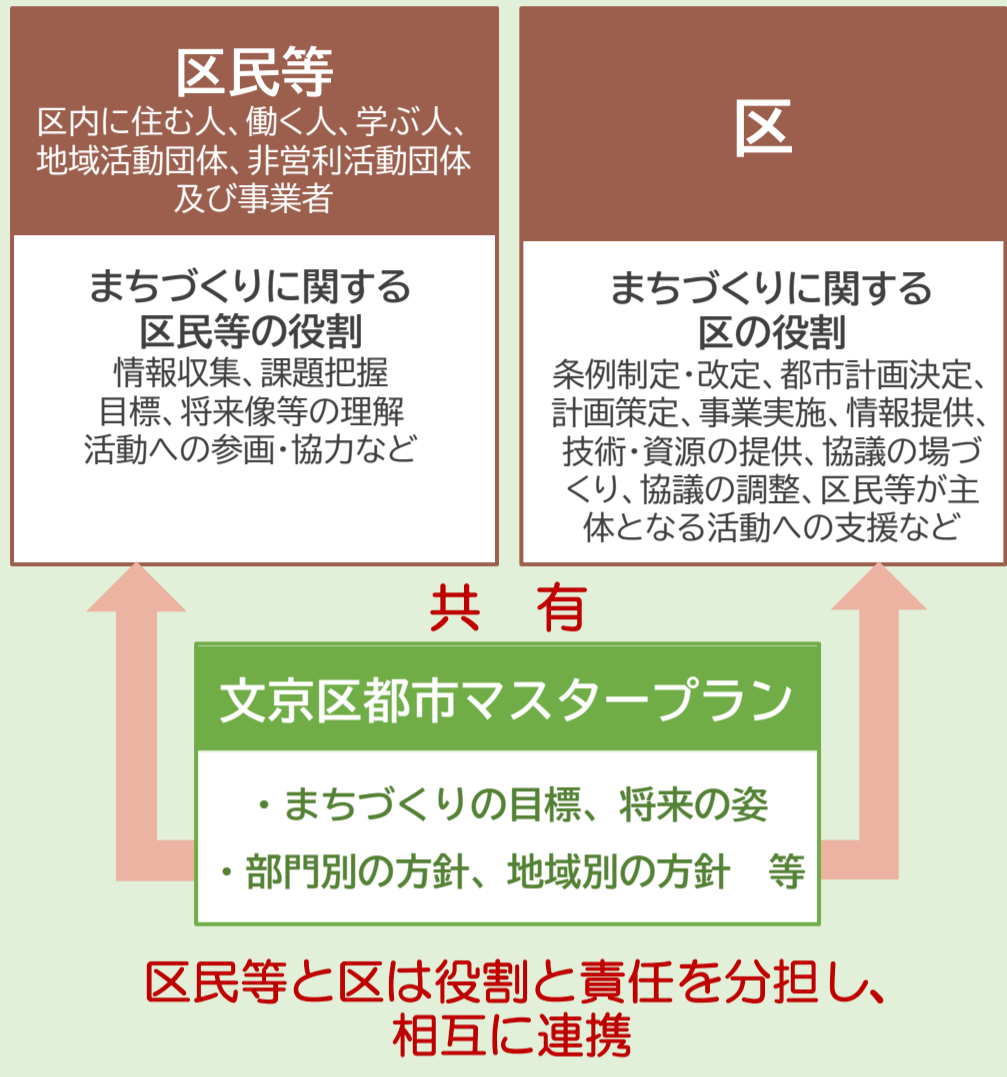 区民等
区内に住む人、働く人、学ぶ人、
地域活動団体、非営利活動団体
及び事業者
まちづくりに関する
区民等の役割
情報収集、課題把握
目標、将来像等の理解
活動への参画・協力など
区
まちづくりに関する
区の役割
条例制定・改定、都市計画決定、
計画策定、事業実施、情報提供、
技術・資源の提供、協議の場づ
くり、協議の調整、区民等が主
体となる活動への支援など
共　有
文京区都市マスタープラン
・まちづくりの目標、将来の姿
・部門別の方針、地域別の方針　等
区民等と区は役割と責任を分担し、
相互に連携